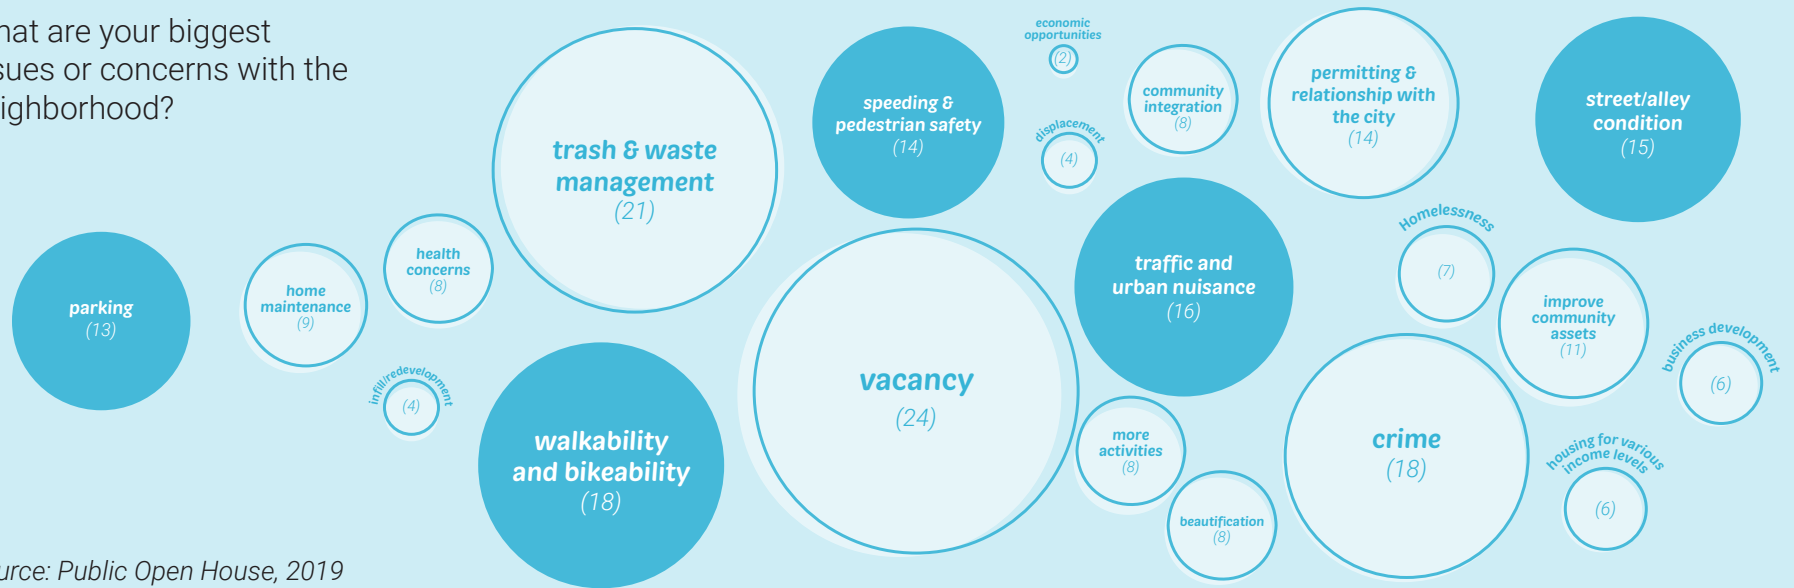 hat are your biggest
sues or concerns with the
ighborhood?
economic
opportunities
(2)
displacement
(4)
community
integration
(8)
permitting &
relationship with
the city
(14)
street/alley
condition
(15)
speeding &
pedestrian safety
(14)
trash & waste
management
(21)
health
concerns
(8)
home
maintenance
(9)
parking
(13)
infill/redevelopment
(4)
walkability
and bikeability
(18)
vacancy
(24)
traffic and
urban nuisance
(16)
Homelessness
(7)
improve
community
assets
(11)
business development
(6)
more
activities
(8)
beautification
(8)
crime
(18)
housing for various
income levels
(6)
urce: Public Open House, 2019